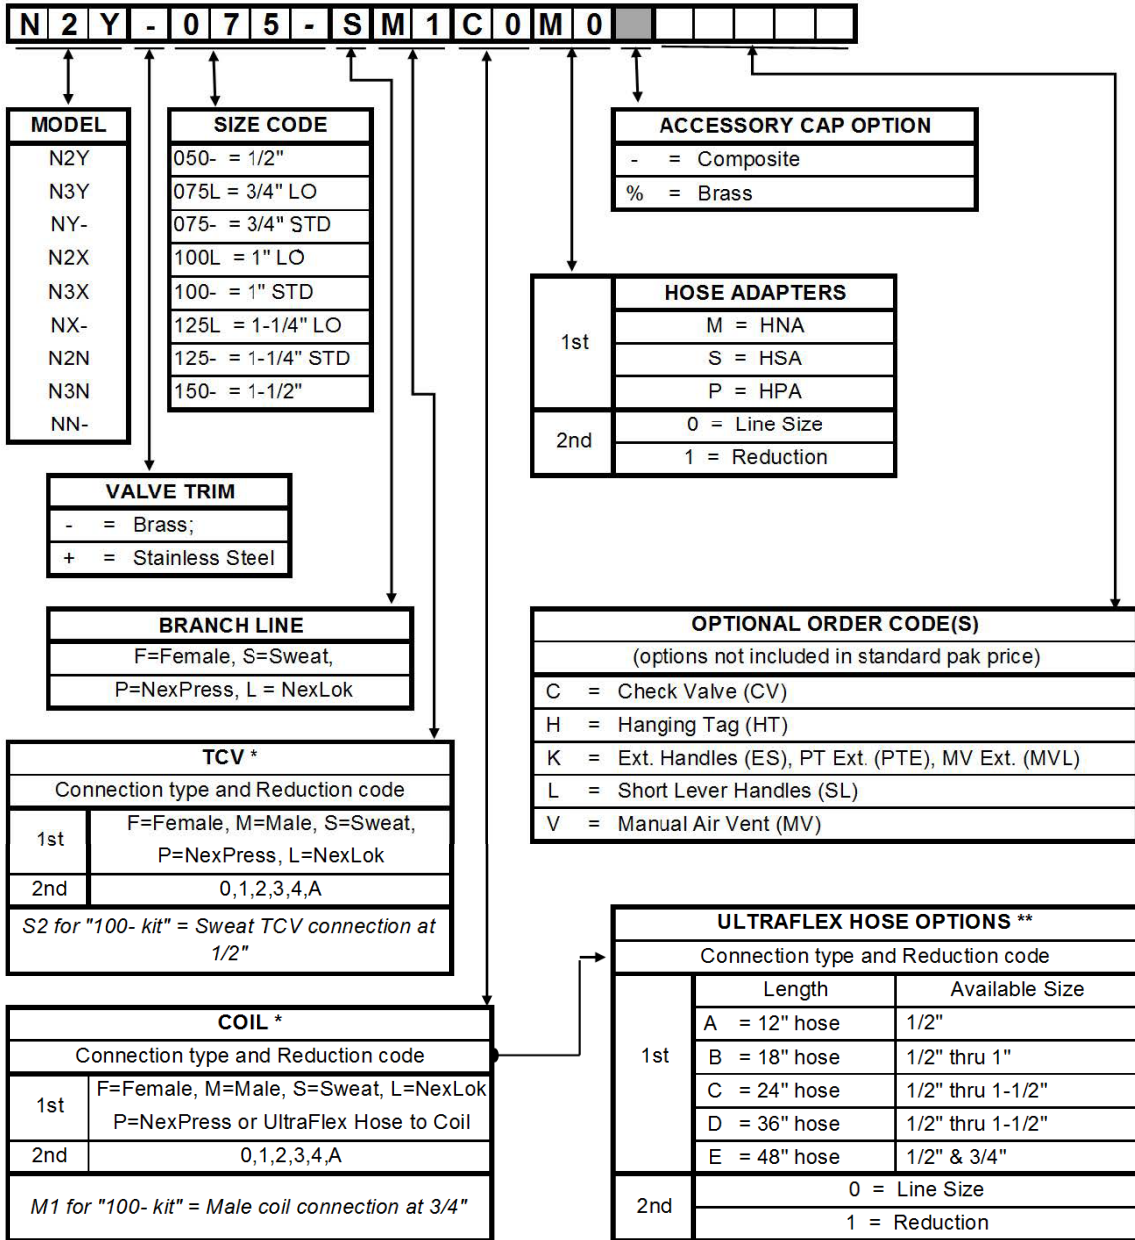 N2Y-075-SM1C0M0
MODEL
N2Y
N3Y
NY-
N2X
N3X
NX-
N2N
N3N
NN-
SIZE CODE
050- = 1/2"
075L = 3/4" LO
075- = 3/4" STD
100L = 1" LO
100- = 1" STD
125L = 1-1/4" LO
125- = 1-1/4" STD
150- = 1-1/2"
ACCESSORY CAP OPTION
- = Composite
% = Brass
HOSE ADAPTERS
1st
M = HNA
S = HSA
P = HPA
2nd
0 = Line Size
1 = Reduction
VALVE TRIM
- = Brass;
+ = Stainless Steel
BRANCH LINE
F=Female, S=Sweat,
P=NexPress, L = NexLok
OPTIONAL ORDER CODE(S)
(options not included in standard pak price)
C = Check Valve (CV)
H = Hanging Tag (HT)
K = Ext. Handles (ES), PT Ext. (PTE), MV Ext. (MVL)
L = Short Lever Handles (SL)
V = Manual Air Vent (MV)
TCV *
Connection type and Reduction code
1st
F=Female, M=Male, S=Sweat,
P=NexPress, L=NexLok
2nd
0,1,2,3,4,A
S2 for "100- kit" = Sweat TCV connection at
1/2"
COIL *
Connection type and Reduction code
1st
F=Female, M=Male, S=Sweat, L=NexLok
P=NexPress or UltraFlex Hose to Coil
2nd
0,1,2,3,4,A
M1 for "100- kit" = Male coil connection at 3/4"
ULTRAFLEX HOSE OPTIONS **
Connection type and Reduction code
1st
Length Available Size
A = 12" hose 1/2"
B = 18" hose 1/2" thru 1"
C = 24" hose 1/2" thru 1-1/2"
D = 36" hose 1/2" thru 1-1/2"
E = 48" hose 1/2" & 3/4"
2nd
0 = Line Size
1 = Reduction